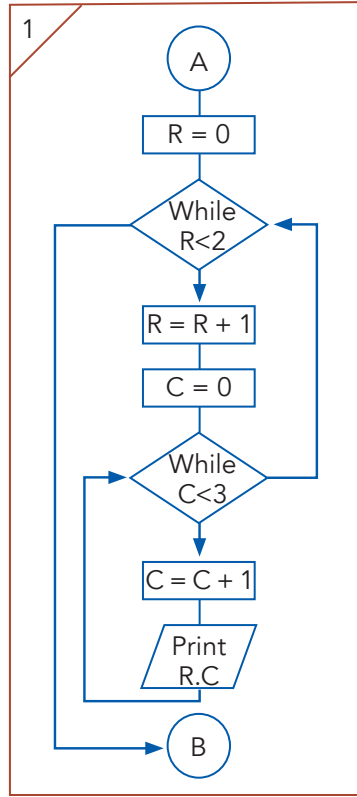 1
A
R = 0
While
R<2
R = R + 1
C = 0
While
C<3
C = C + 1
Print
R.C
B